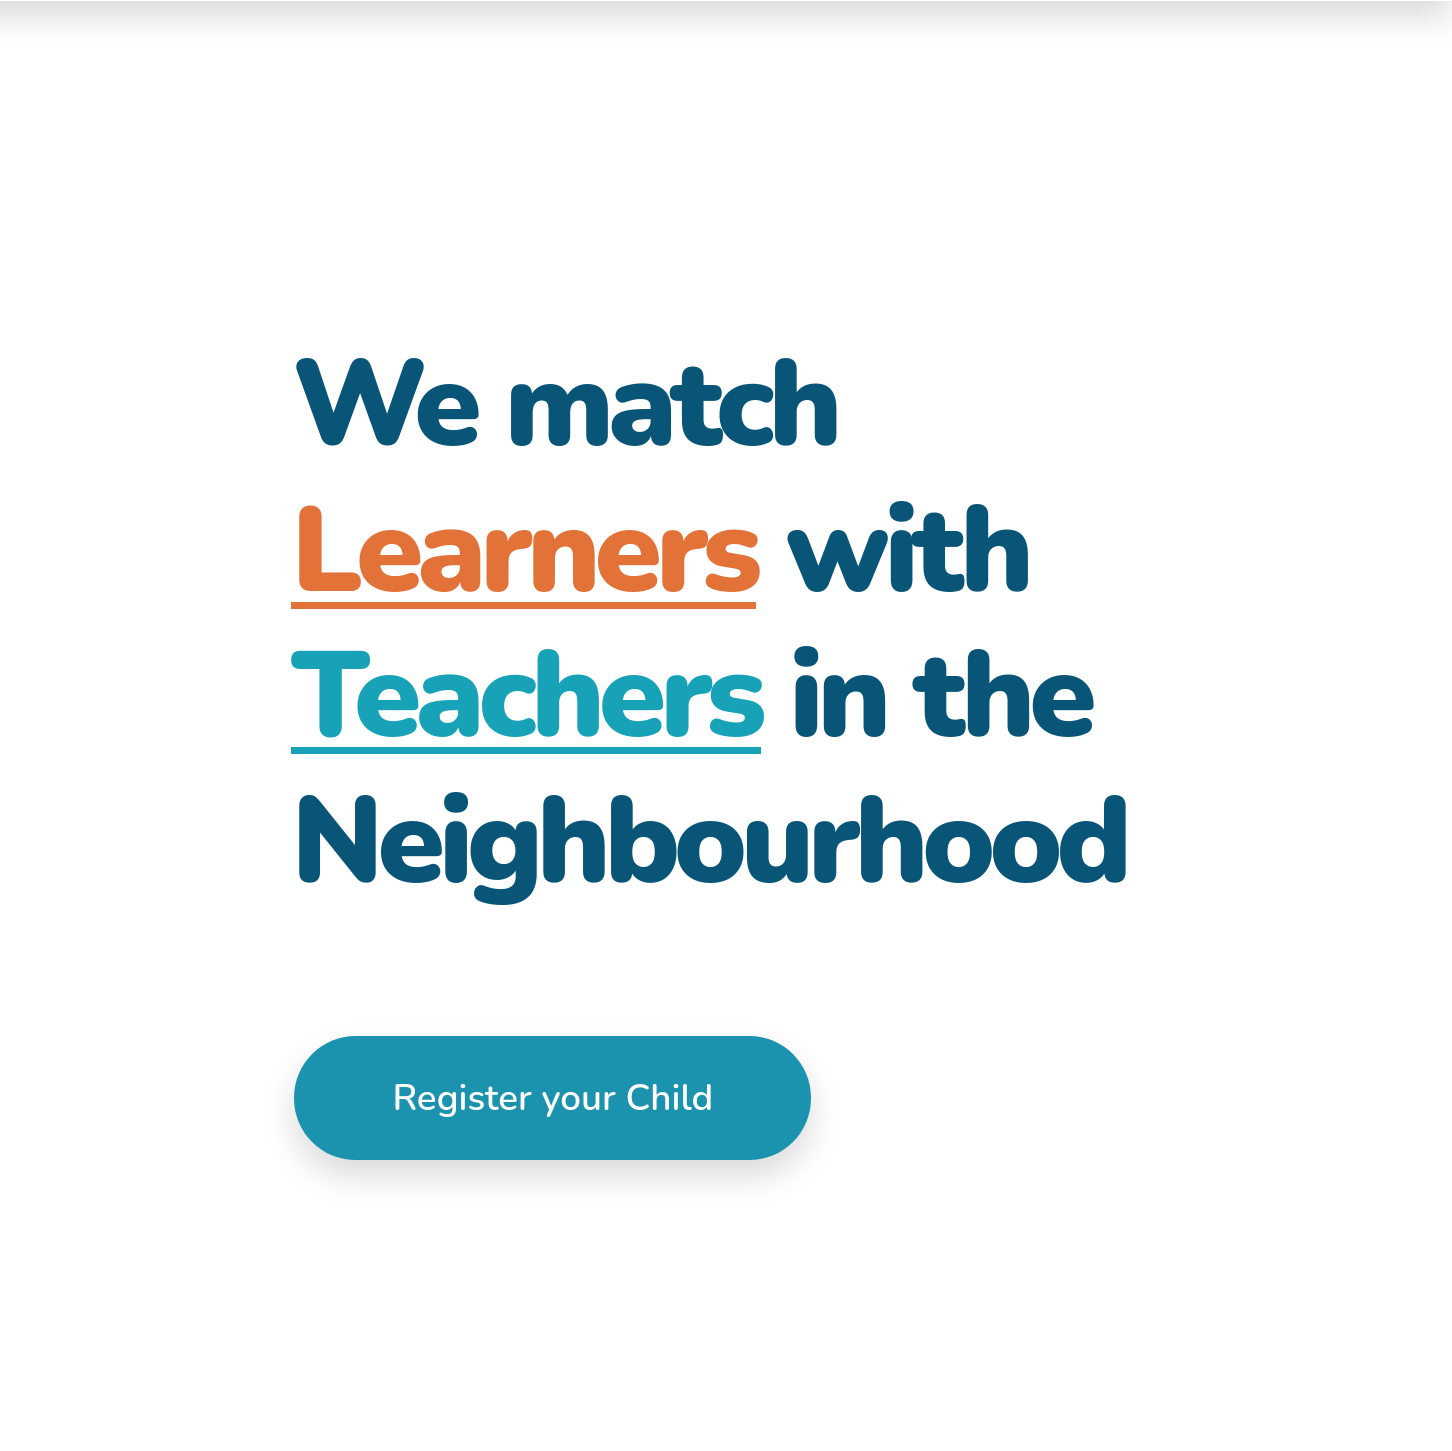 We match
Learners with
Teachers in the
Neighbourhood
Register your Child